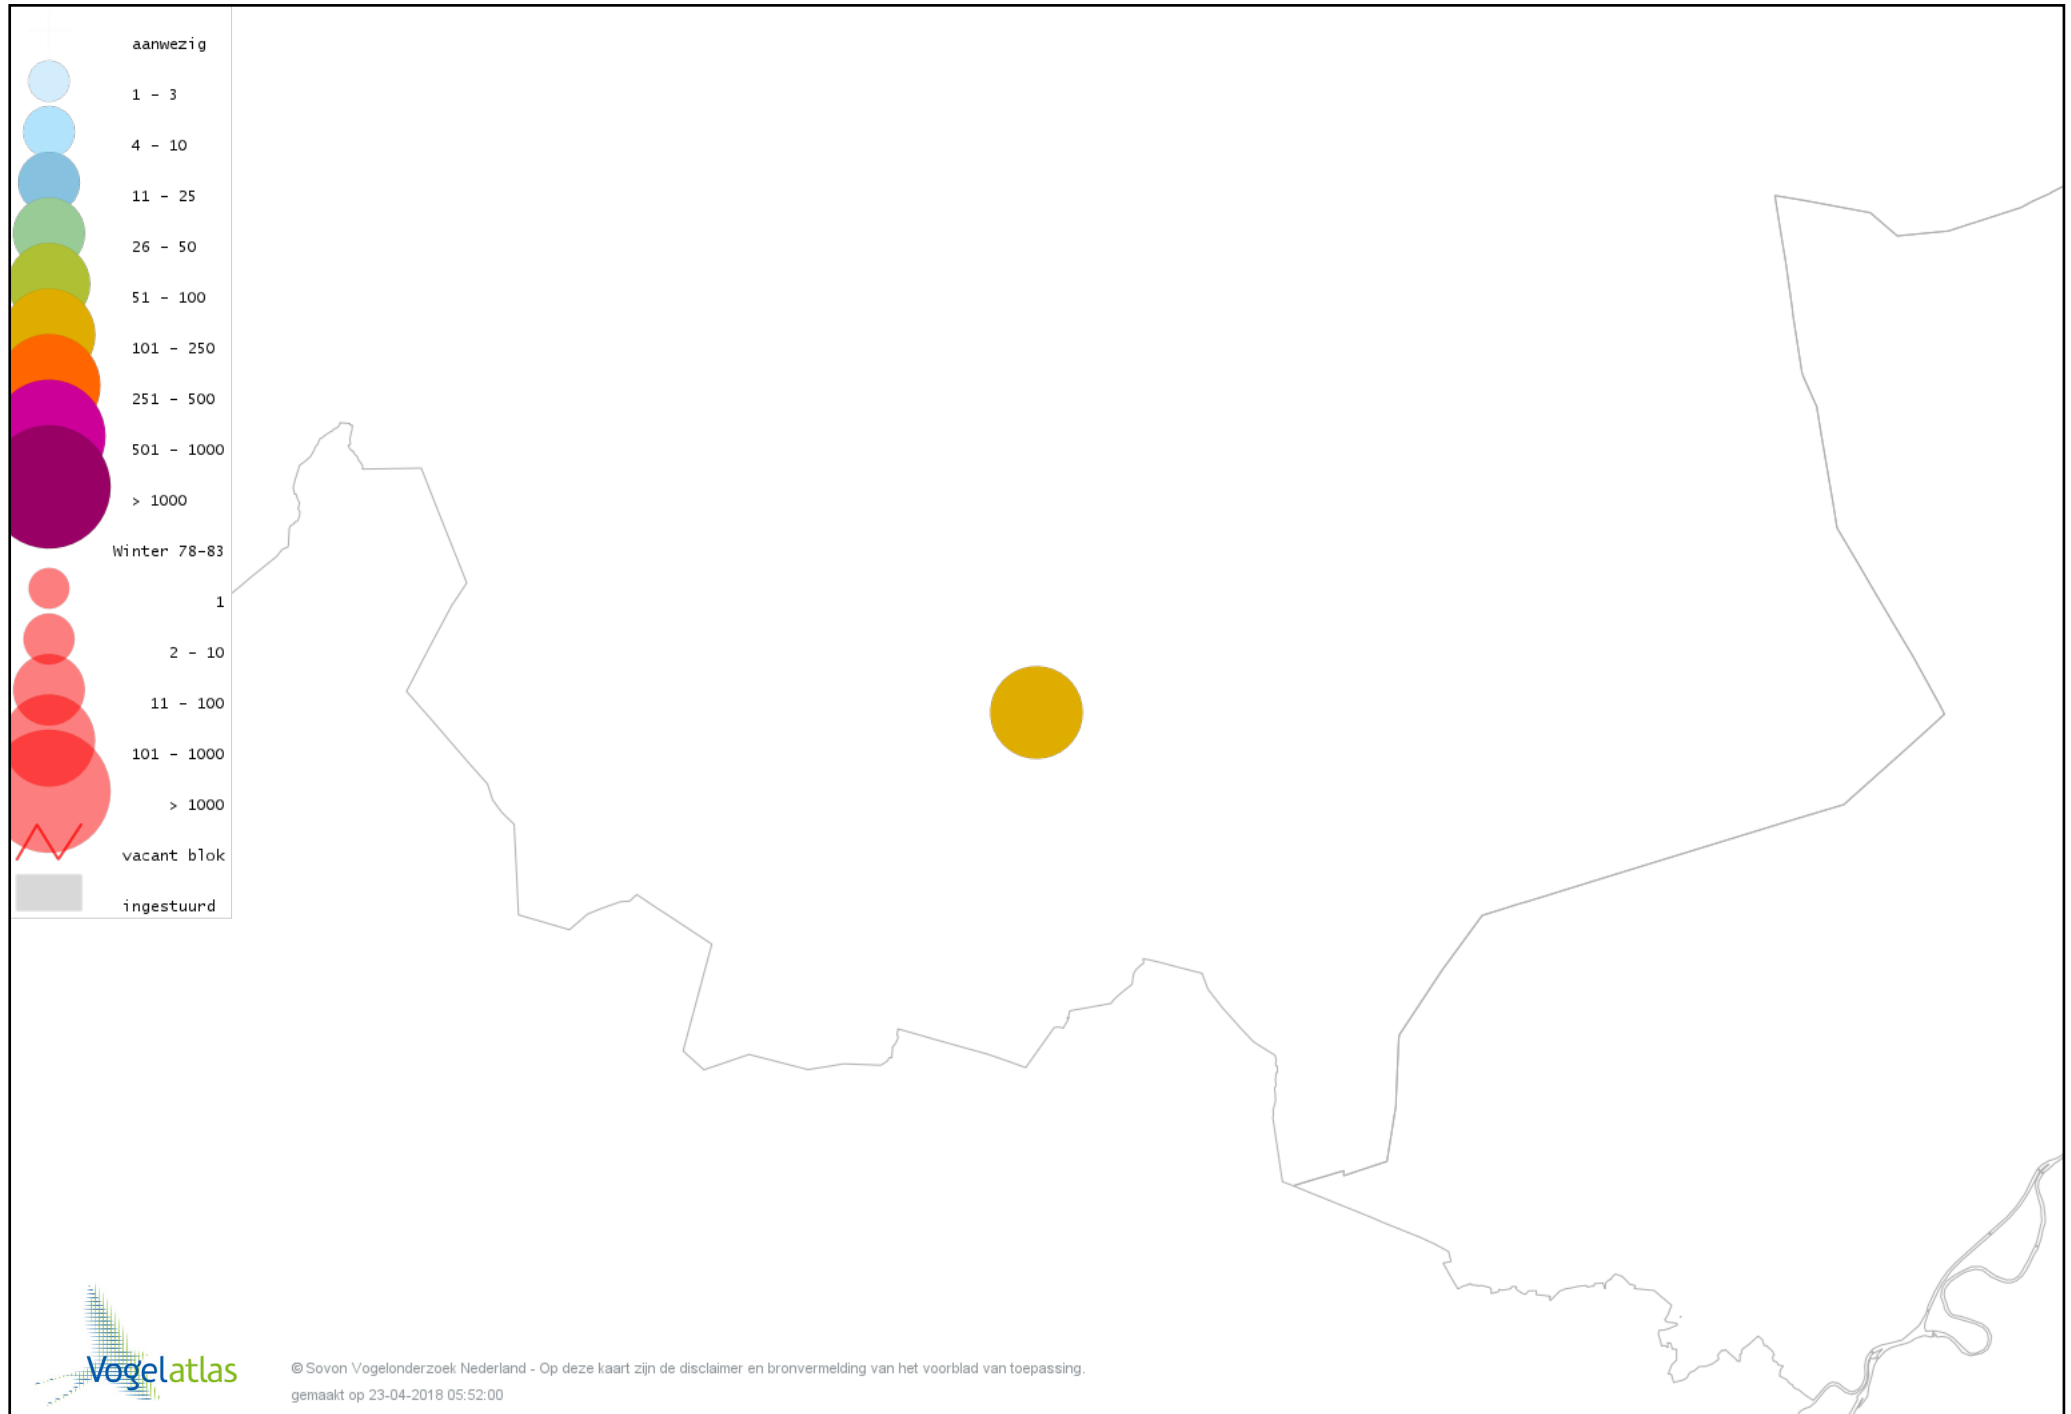 aanwezig
1 - 3
4 - 10
11 - 25
26 - 50
51 - 100
101 - 250
251 - 500
501 - 1000
> 1000
Winter 78-83
1
2 - 10
11 - 100
101 - 1000
> 1000
vacant blok
ingestuurd
Vogelatlas
© Sovon Vogelonderzoek Nederland - Op deze kaart zijn de disclaimer en bronvermelding van het voorblad van toepassing.
gemaakt op 23-04-2018 05:52:00